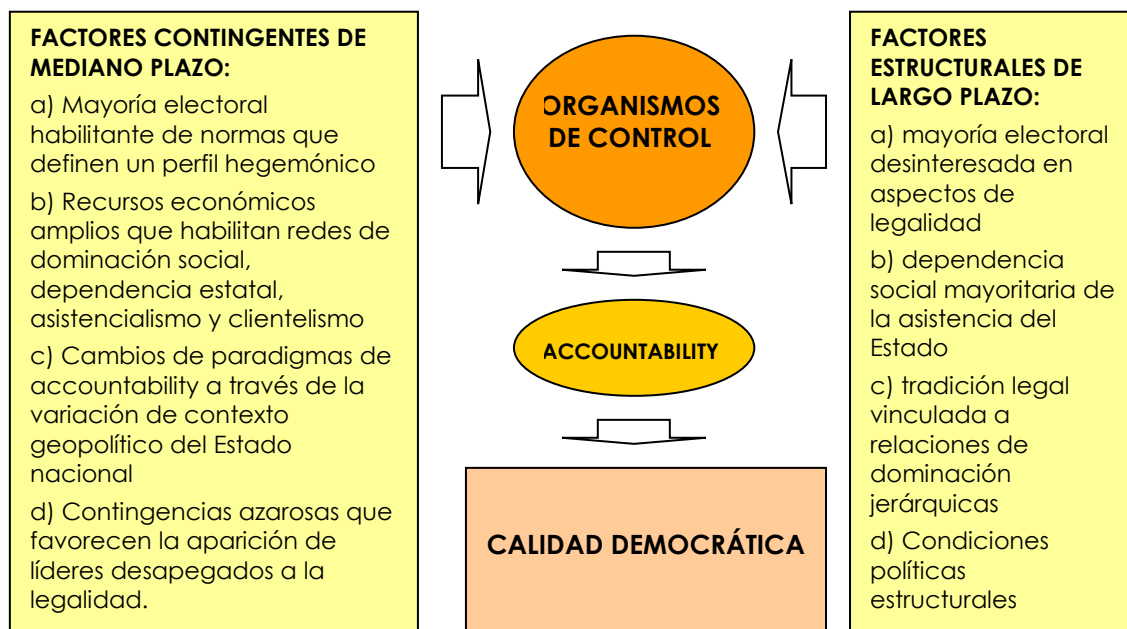 FACTORES CONTINGENTES DE
MEDIANO PLAZO:
a) Mayoría electoral
habilitante de normas que
definen un perfil hegemónico
b) Recursos económicos
amplios que habilitan redes de
dominación social,
dependencia estatal,
asistencialismo y clientelismo
c) Cambios de paradigmas de
accountability a través de la
variación de contexto
geopolítico del Estado
nacional
d) Contingencias azarosas que
favorecen la aparición de
líderes desapegados a la
legalidad.
ORGANISMOS
DE CONTROL
ACCOUNTABILITY
CALIDAD DEMOCRÁTICA
FACTORES
ESTRUCTURALES DE
LARGO PLAZO:
a) mayoría electoral
desinteresada en
aspectos de
legalidad
b) dependencia
social mayoritaria de
la asistencia del
Estado
c) tradición legal
vinculada a
relaciones de
dominación
jerárquicas
d) Condiciones
políticas
estructurales